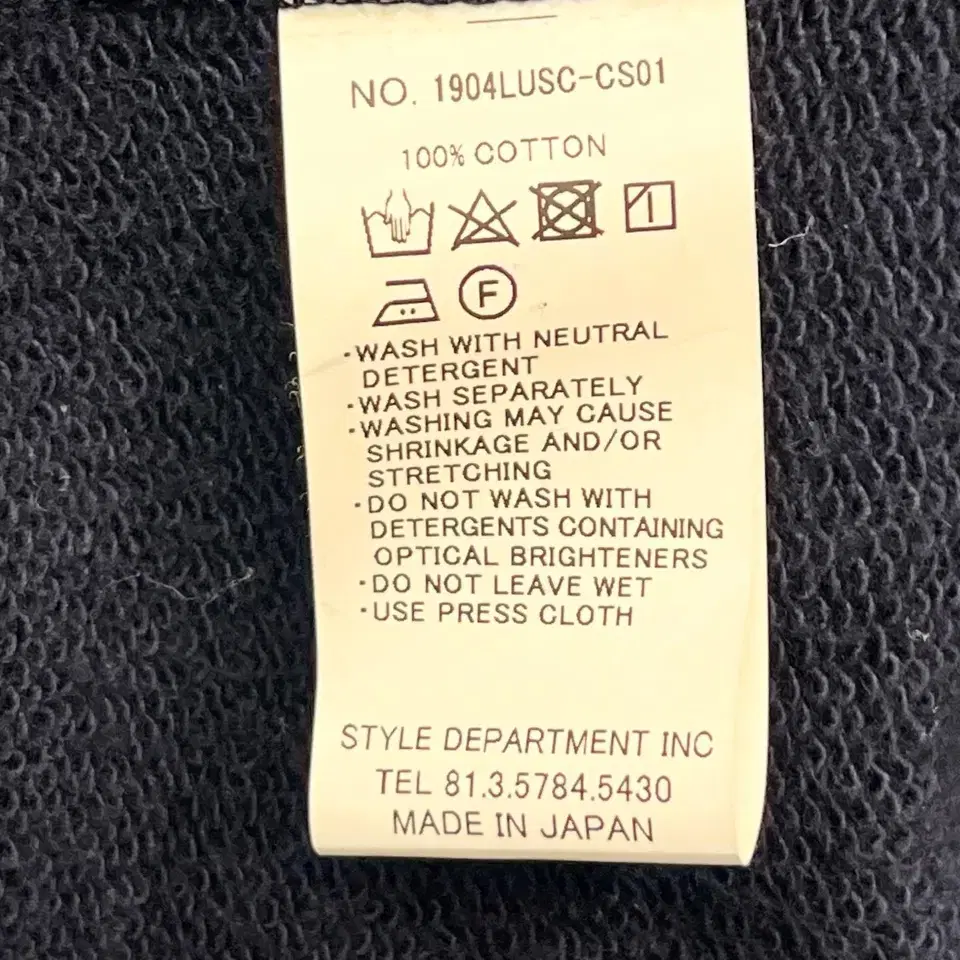 NO. 1904LUSC-CS01
100% COTTON
F
·WASH WITH NEUTRAL
DETERGENT
·WASH SEPARATELY
·WASHING MAY CAUSE
SHRINKAGE AND/OR
STRETCHING
·DO NOT WASH WITH
DETERGENTS CONTAINING
OPTICAL BRIGHTENERS
·DO NOT LEAVE WET
·USE PRESS CLOTH
STYLE DEPARTMENT INC
TEL 81.3.5784.5430
MADE IN JAPAN